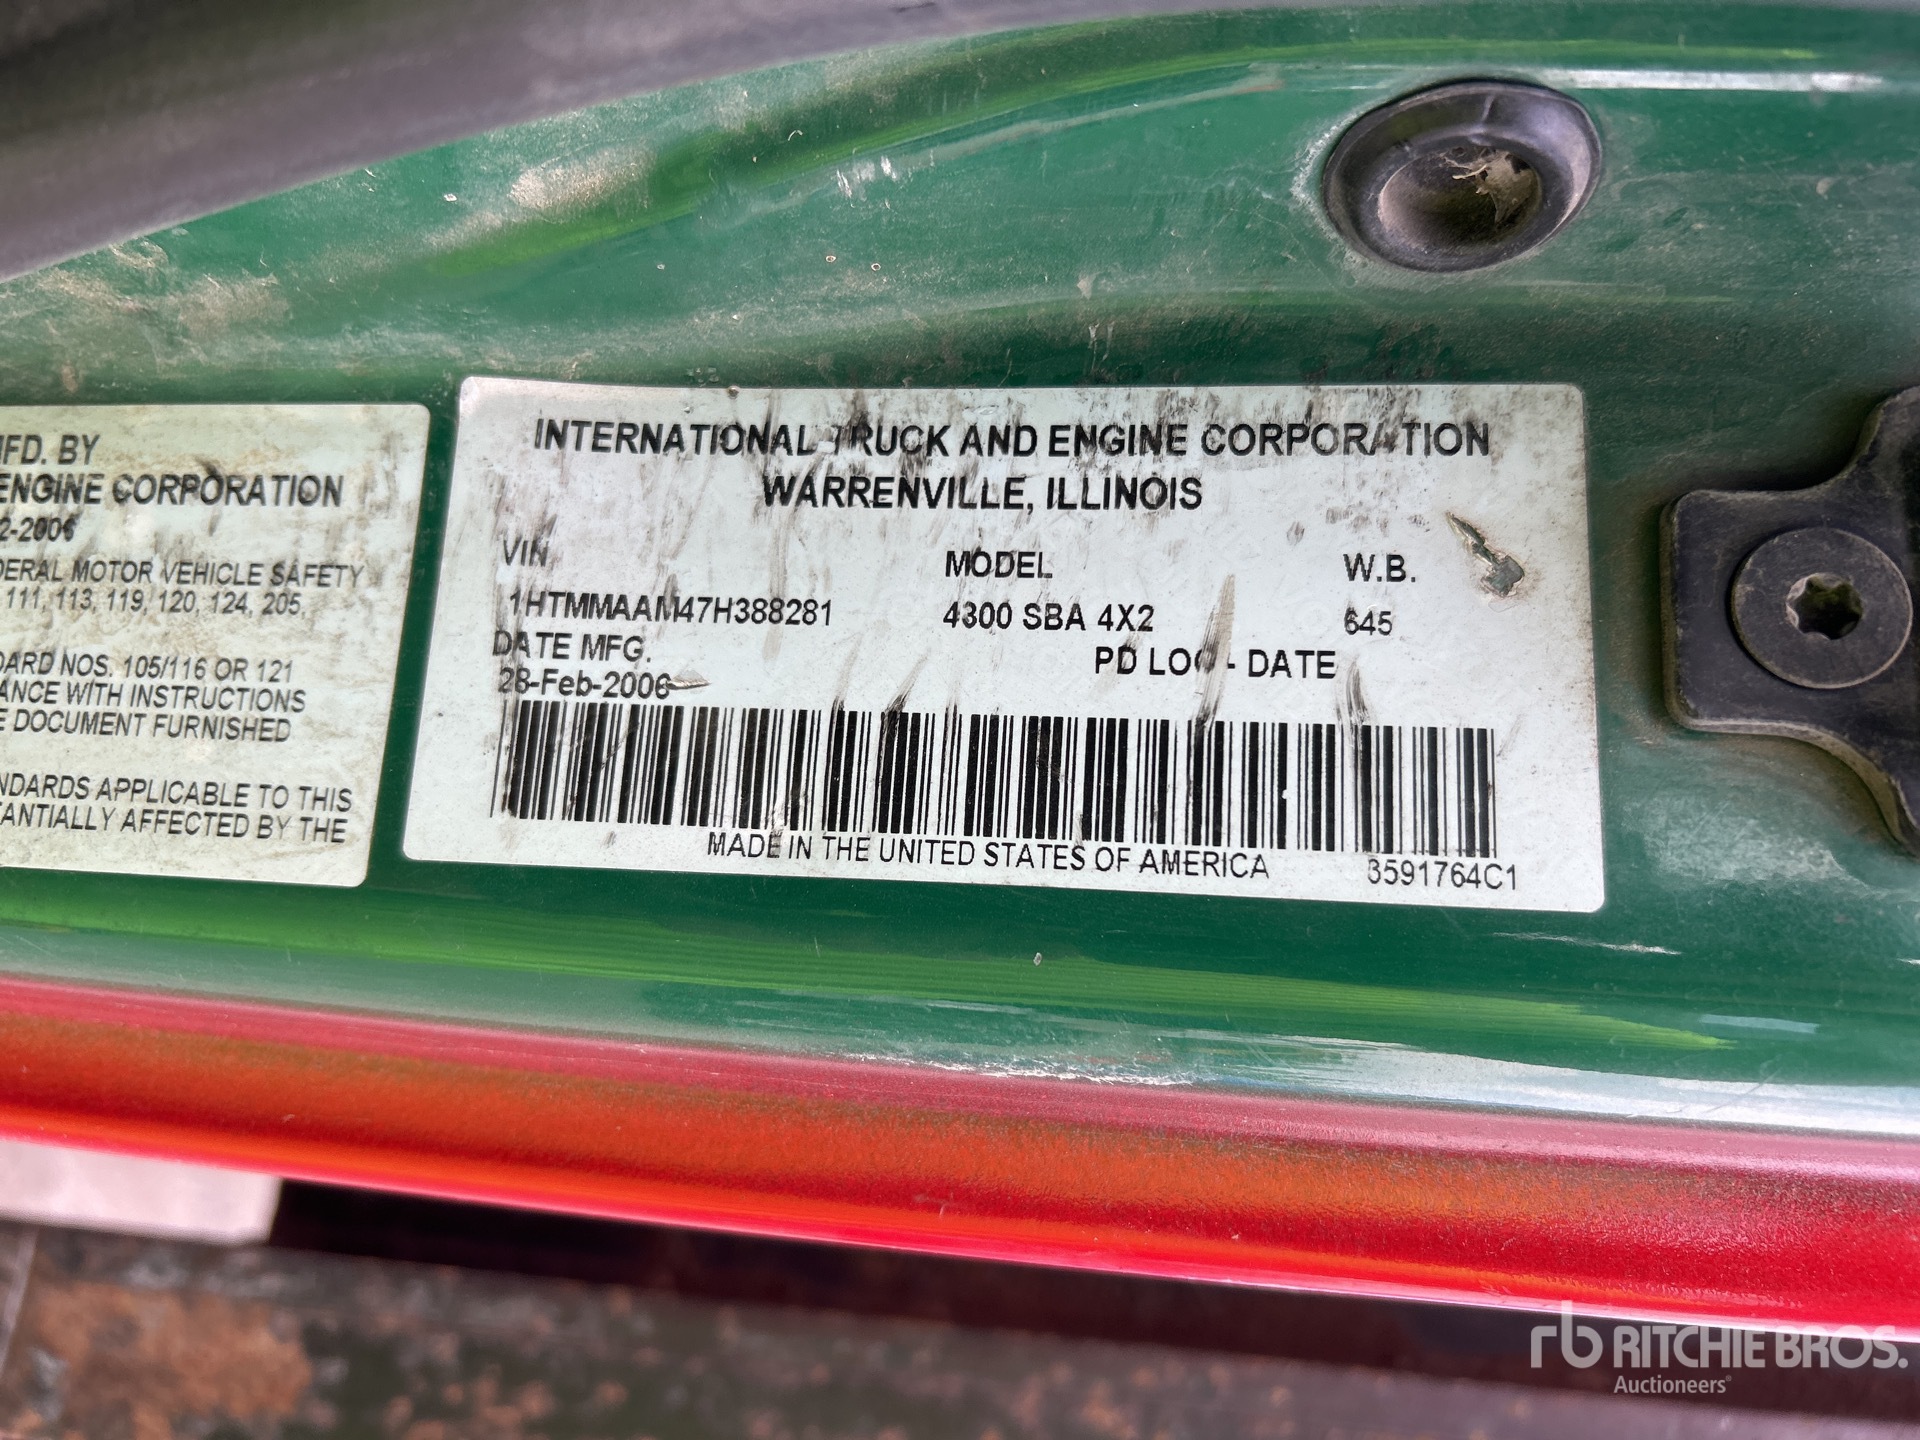 MFD. BY
ENGINE CORPORATION
2-2006
DERAL MOTOR VEHICLE SAFETY
111, 113, 119, 120, 124, 205,
DARD NOS. 105/116 OR 121
ANCE WITH INSTRUCTIONS
E DOCUMENT FURNISHED
NDARDS APPLICABLE TO THIS
TANTIALLY AFFECTED BY THE
INTERNATIONAL TRUCK AND ENGINE CORPORATION
WARRENVILLE, ILLINOIS
VIN MODEL W.B.
1HTMMAAM47H388281 4300 SBA 4X2 645
DATE MFG. PD LOC - DATE
28-Feb-2006
MADE IN THE UNITED STATES OF AMERICA 3591764C1
rb RITCHIE BROS.
Auctioneers